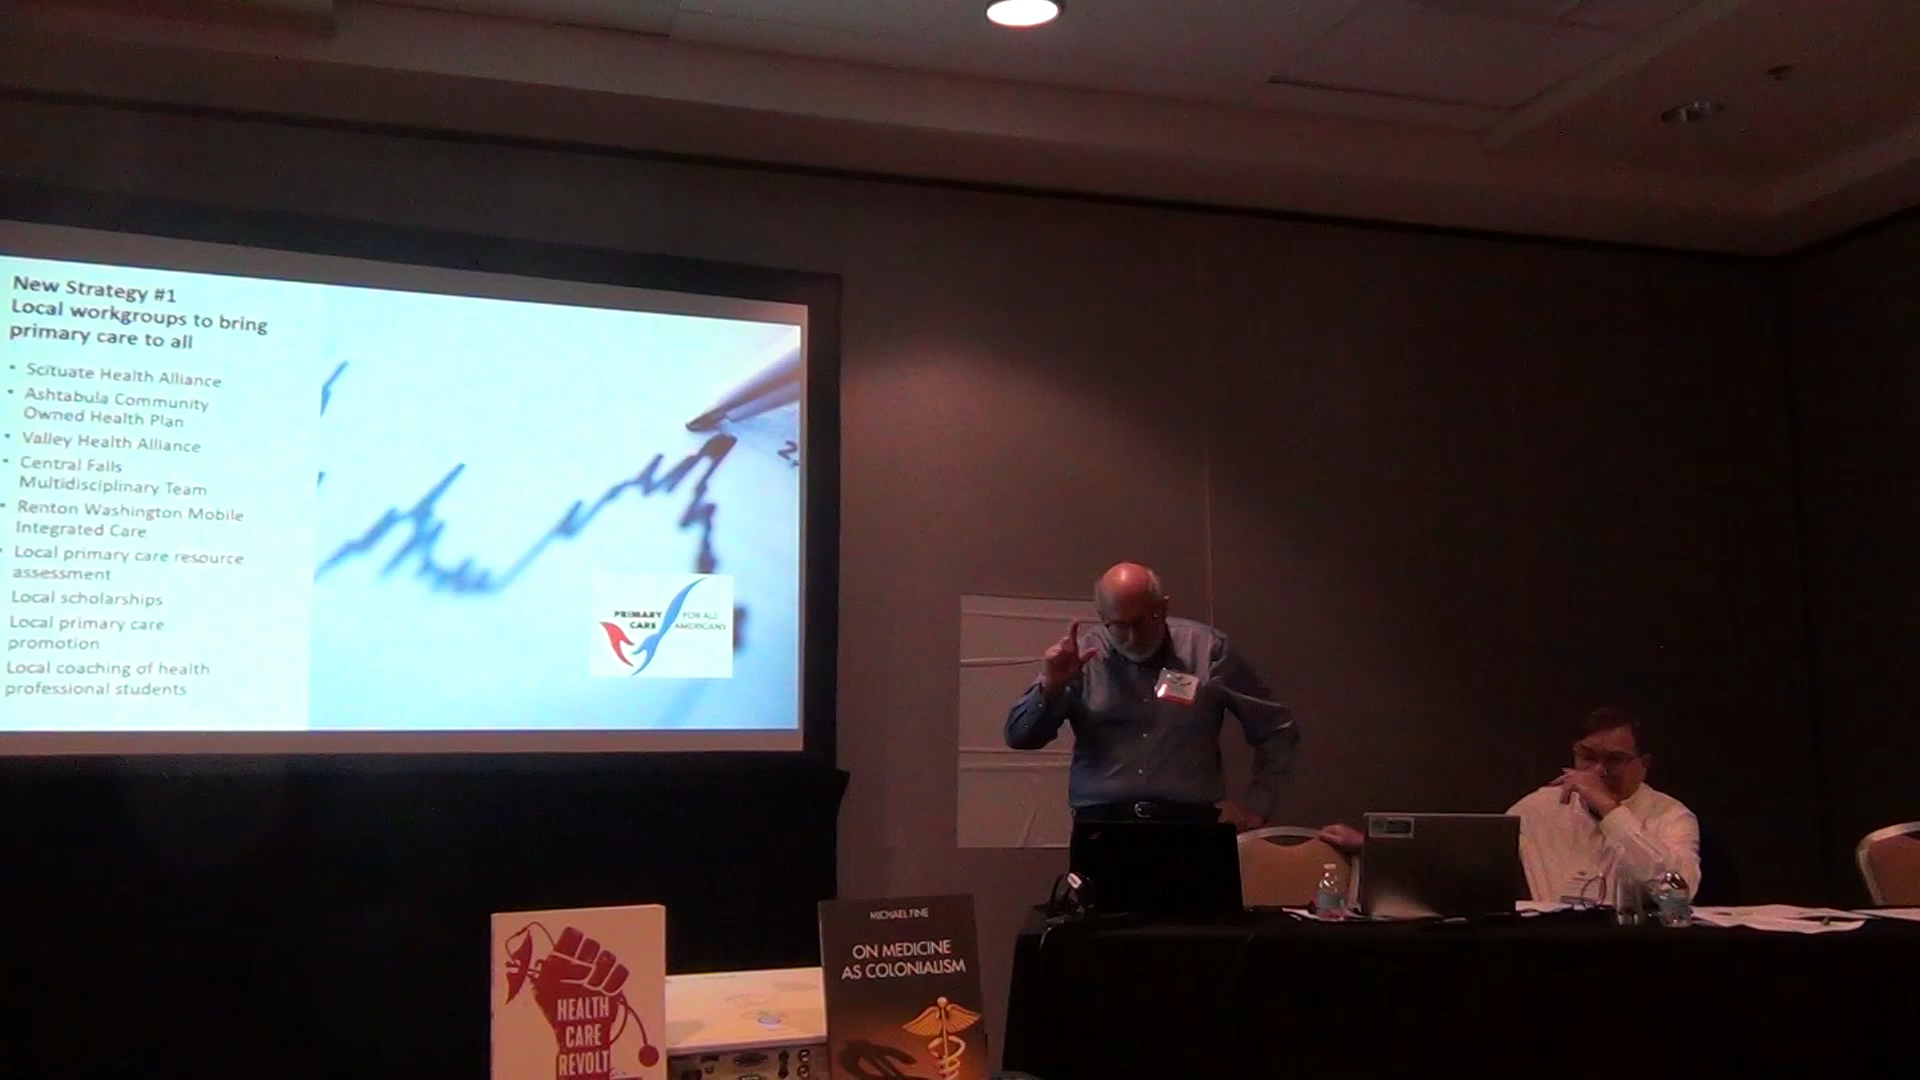 New Strategy #1
Local workgroups to bring
primary care to all
• Scituate Health Alliance
• Ashtabula Community
Owned Health Plan
• Valley Health Alliance
• Central Falls
Multidisciplinary Team
• Renton Washington Mobile
Integrated Care
• Local primary care resource
assessment
Local scholarships
Local primary care
promotion
Local coaching of health
professional students
PRIMARY FOR ALL
CARE AMERICANS
HEALTH
CARE
REVOLT
MICHAEL FINE
ON MEDICINE
AS COLONIALISM